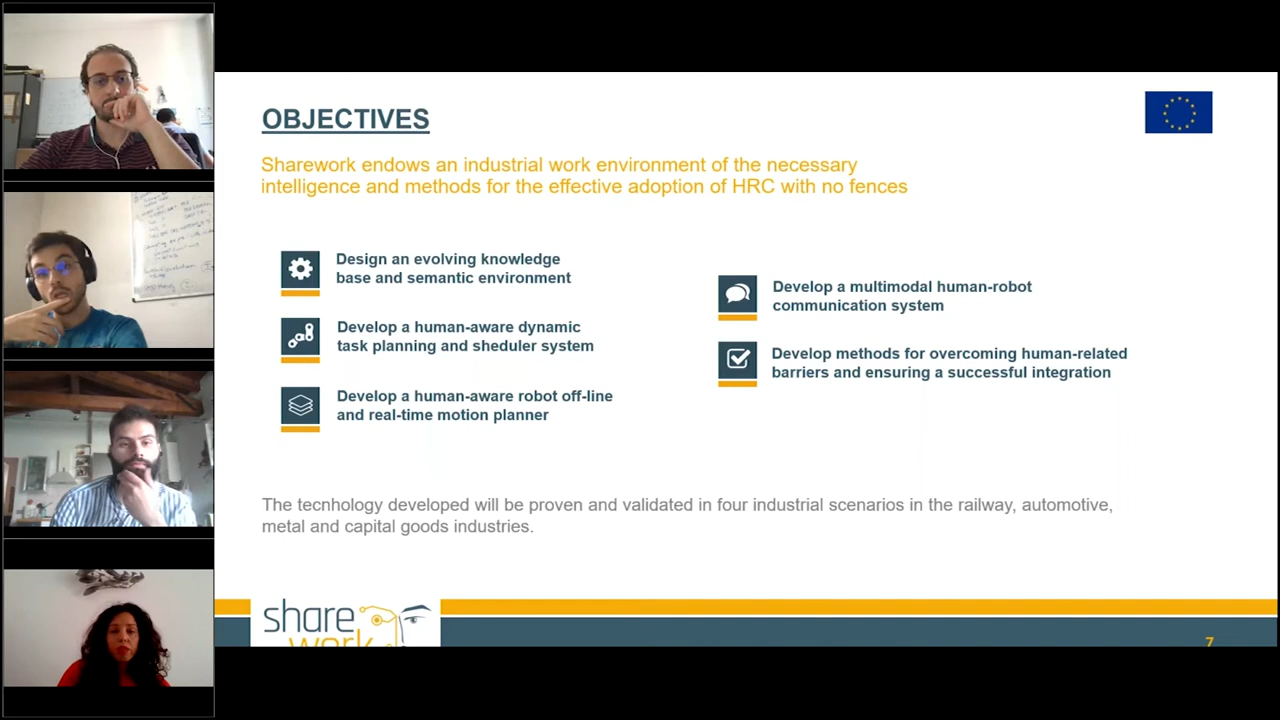 OBJECTIVES
Sharework endows an industrial work environment of the necessary
intelligence and methods for the effective adoption of HRC with no fences
Design an evolving knowledge
base and semantic environment
Develop a human-aware dynamic
task planning and sheduler system
Develop a human-aware robot off-line
and real-time motion planner
Develop a multimodal human-robot
communication system
Develop methods for overcoming human-related
barriers and ensuring a successful integration
The tecnhology developed will be proven and validated in four industrial scenarios in the railway, automotive,
metal and capital goods industries.
share
work
7